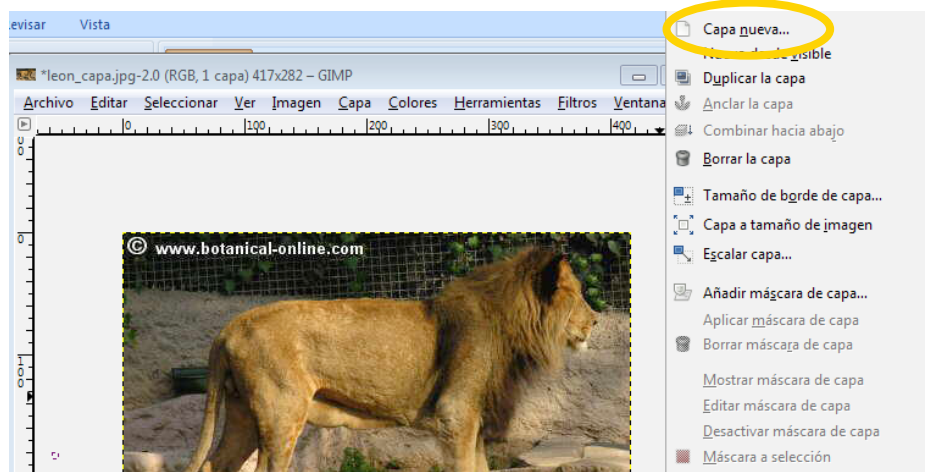 evisar Vista
*leon_capa.jpg-2.0 (RGB, 1 capa) 417x282 – GIMP
Archivo Editar Seleccionar Ver Imagen Capa Colores Herramientas Filtros Ventana
0 100 200 300 400
0
0
0
100
© www.botanical-online.com
Capa nueva...
visible
Duplicar la capa
Anclar la capa
Combinar hacia abajo
Borrar la capa
Tamaño de borde de capa...
Capa a tamaño de imagen
Escalar capa...
Añadir máscara de capa...
Aplicar máscara de capa
Borrar máscara de capa
Mostrar máscara de capa
Editar máscara de capa
Desactivar máscara de capa
Máscara a selección